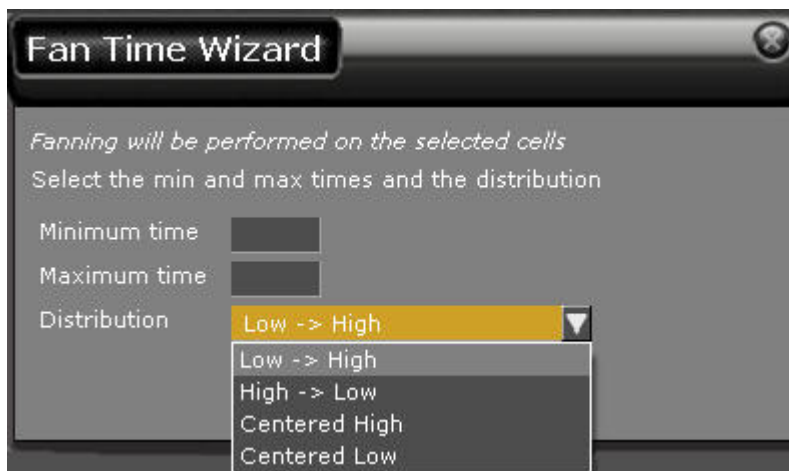 Fan Time Wizard
Fanning will be performed on the selected cells
Select the min and max times and the distribution
Minimum time
Maximum time
Distribution
Low -> High
Low -> High
High -> Low
Centered High
Centered Low